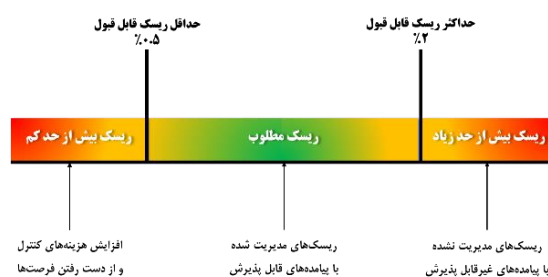 حداکثر ریسک قابل قبول
%۲
حداقل ریسک قابل قبول
%۰.۵
ریسک بیش از حد زیاد
ریسک مطلوب
ریسک بیش از حد کم
ریسک‌های مدیریت نشده
با پیامدهای غیرقابل پذیرش
ریسک‌های مدیریت شده
با پیامدهای قابل پذیرش
افزایش هزینه‌های کنترل
و از دست رفتن فرصت‌ها